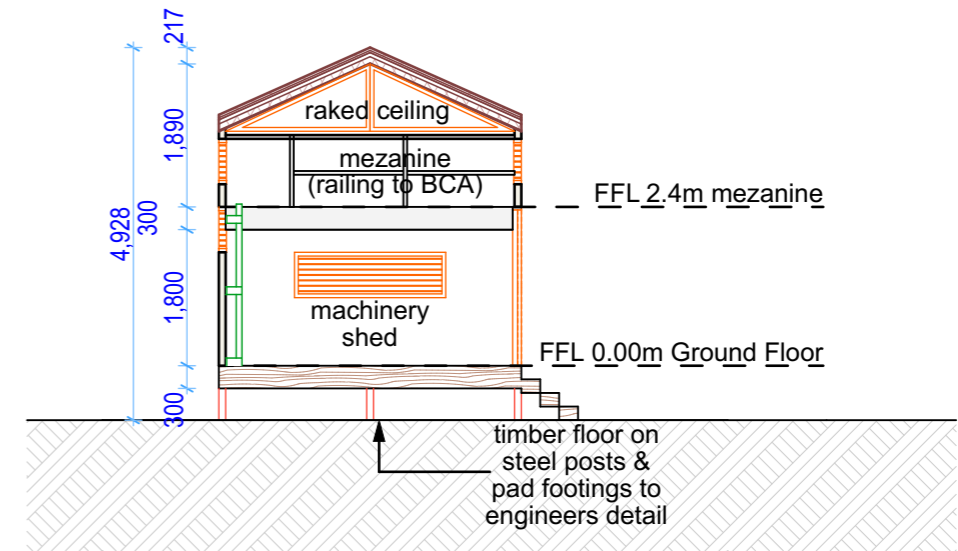 217
1,890
300
4,928
1,800
300
raked ceiling
mezanine
(railing to BCA)
FFL 2.4m mezanine
machinery
shed
FFL 0.00m Ground Floor
timber floor on
steel posts &
pad footings to
engineers detail